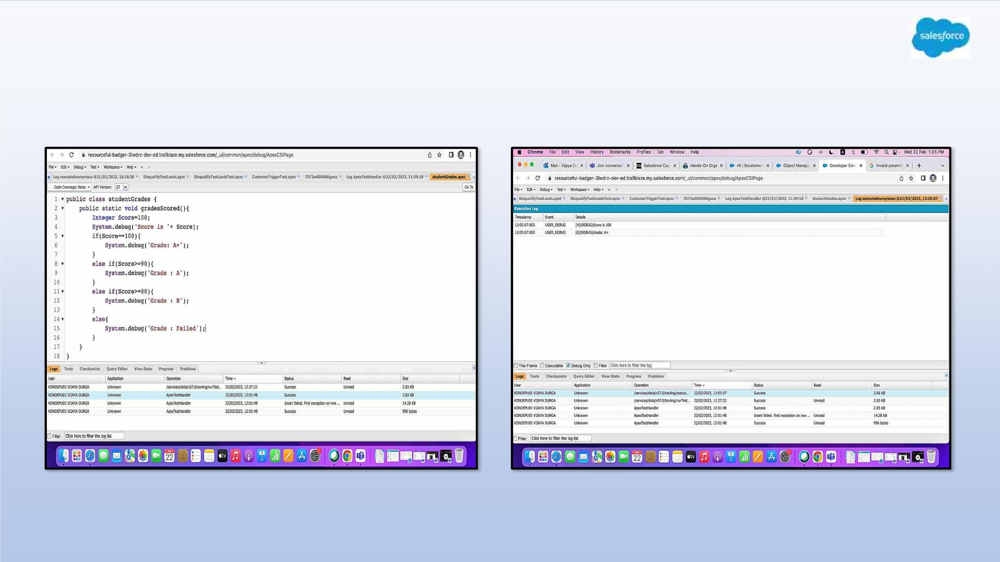 salesforce
resourceful-badger-3lwdrz-dev-ed.trailblaze.my.salesforce.com/_ui/common/apex/debug/ApexCSIPage
File Edit Debug Test Workspace Help < >
Log executeAnonymous @21/02/2023, 16:18:28 DisqualifyTestLeads.apxt DisqualifyTestLeadsTest.apxc CustomerTriggerTest.apxc 7072w00008Kgxoa Log ApexTestHandler @22/02/2023, 11:59:18 studentGrades.apxc
Code Coverage: None API Version: 57 Go To
1 public class studentGrades {
2 public static void gradesScored(){
3 Integer Score=100;
4 System.debug('Score is '+ Score);
5 if(Score==100){
6 System.debug('Grade: A+');
7 }
8 else if(Score>=90){
9 System.debug('Grade : A');
10 }
11 else if(Score>=80){
12 System.debug('Grade : B');
13 }
14 else{
15 System.debug('Grade : Failed');
16 }
17 }
18 }
Logs Tests Checkpoints Query Editor View State Progress Problems
User Application Operation Time Status Read Size
KONDEPUDI VIJAYA DURGA Unknown /services/data/v57.0/tooling/runTest... 22/02/2023, 12:27:22 Success Unread 2.83 KB
KONDEPUDI VIJAYA DURGA Unknown ApexTestHandler 22/02/2023, 12:01:48 Success 2.83 KB
KONDEPUDI VIJAYA DURGA Unknown ApexTestHandler 22/02/2023, 12:01:48 Insert failed. First exception on row ... Unread 14.28 KB
KONDEPUDI VIJAYA DURGA Unknown ApexTestHandler 22/02/2023, 12:01:48 Success Unread 996 bytes
Filter Click here to filter the log list
FEB 22 tv
Chrome File Edit View History Bookmarks Profiles Tab Window Help A Wed 22 Feb 1:05 PM
Mail - Vijaya Du Join conversat Salesforce Cap Hands-On Orgs All | Scustomer Object Manage Developer Con invalid parame
resourceful-badger-3lwdrz-dev-ed.trailblaze.my.salesforce.com/_ui/common/apex/debug/ApexCSIPage
File Edit Debug Test Workspace Help < >
DisqualifyTestLeads.apxt DisqualifyTestLeadsTest.apxc CustomerTriggerTest.apxc 7072w00008Kgxoa Log ApexTestHandler @22/02/2023, 11:59:18 studentGrades.apxc Log executeAnonymous @22/02/2023, 13:05:07
Execution Log
Timestamp Event Details
13:05:07:003 USER_DEBUG [4]|DEBUG|Score is 100
13:05:07:003 USER_DEBUG [6]|DEBUG|Grade: A+
This Frame Executable Debug Only Filter Click here to filter the log
Logs Tests Checkpoints Query Editor View State Progress Problems
User Application Operation Time Status Read Size
KONDEPUDI VIJAYA DURGA Unknown /services/data/v57.0/tooling/execut... 22/02/2023, 13:05:07 Success 3.06 KB
KONDEPUDI VIJAYA DURGA Unknown /services/data/v57.0/tooling/runTest... 22/02/2023, 12:27:22 Success Unread 2.83 KB
KONDEPUDI VIJAYA DURGA Unknown ApexTestHandler 22/02/2023, 12:01:48 Success 2.83 KB
KONDEPUDI VIJAYA DURGA Unknown ApexTestHandler 22/02/2023, 12:01:48 Insert failed. First exception on row ... Unread 14.28 KB
KONDEPUDI VIJAYA DURGA Unknown ApexTestHandler 22/02/2023, 12:01:48 Success Unread 996 bytes
Filter Click here to filter the log list
22 tv